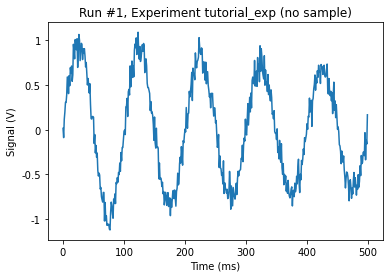 Run #1, Experiment tutorial_exp (no sample)
1
0.5
0
-0.5
-1
Signal (V)
0 100 200 300 400 500
Time (ms)